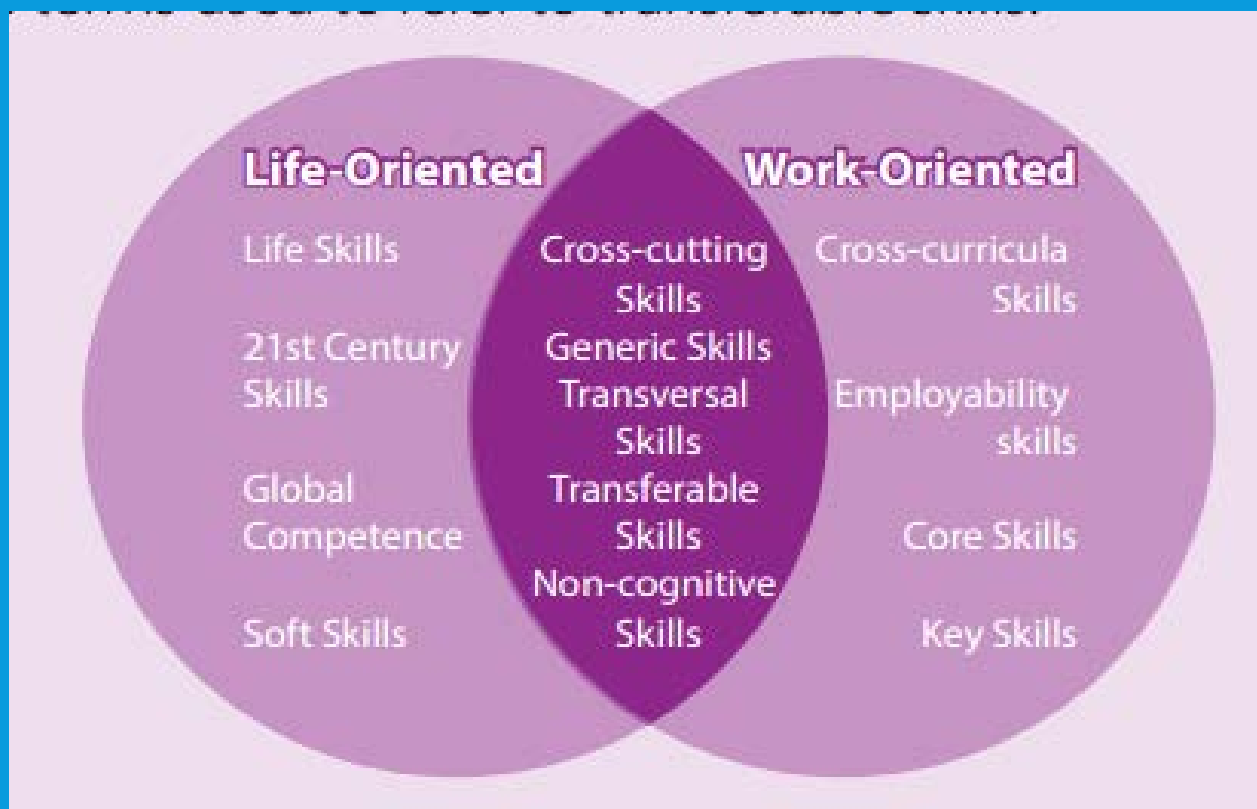 Life-Oriented
Life Skills
21st Century
Skills
Global
Competence
Soft Skills
Cross-cutting
Skills
Generic Skills
Transversal
Skills
Transferable
Skills
Non-cognitive
Skills
Work-Oriented
Cross-curricula
Skills
Employability
skills
Core Skills
Key Skills